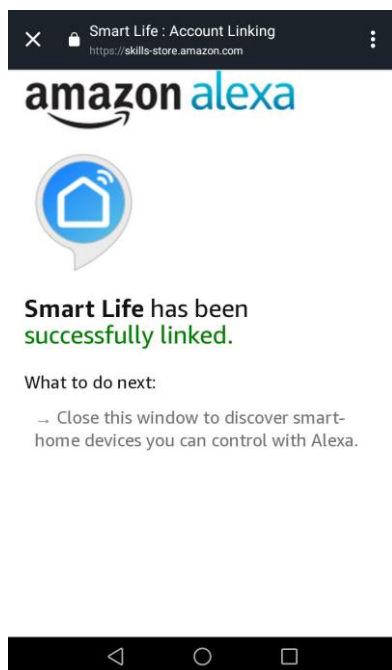 Smart Life : Account Linking
https://skills-store.amazon.com
amazon alexa
Smart Life has been
successfully linked.
What to do next:
→ Close this window to discover smart-
home devices you can control with Alexa.